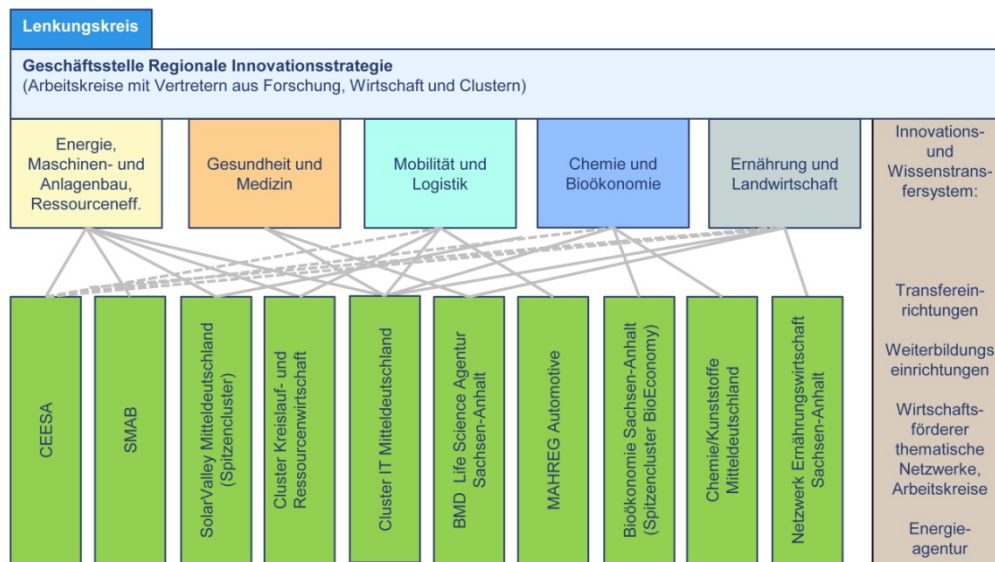 Lenkungskreis
Geschäftsstelle Regionale Innovationsstrategie
(Arbeitskreise mit Vertretern aus Forschung, Wirtschaft und Clustern)
Energie,
Maschinen- und
Anlagenbau,
Ressourceneff.
Gesundheit und
Medizin
Mobilität und
Logistik
Chemie und
Bioökonomie
Ernährung und
Landwirtschaft
Innovations-
und
Wissenstrans-
fersystem:
Transferein-
richtungen
Weiterbildungs
einrichtungen
Wirtschafts-
förderer
thematische
Netzwerke,
Arbeitskreise
Energie-
agentur
CEESA
SMAB
SolarValley Mitteldeutschland
(Spitzencluster)
Cluster Kreislauf- und
Ressourcenwirtschaft
Cluster IT Mitteldeutschland
BMD Life Science Agentur
Sachsen-Anhalt
MAHREG Automotive
Bioökonomie Sachsen-Anhalt
(Spitzencluster BioEconomy)
Chemie/Kunststoffe
Mitteldeutschland
Netzwerk Ernährungswirtschaft
Sachsen-Anhalt